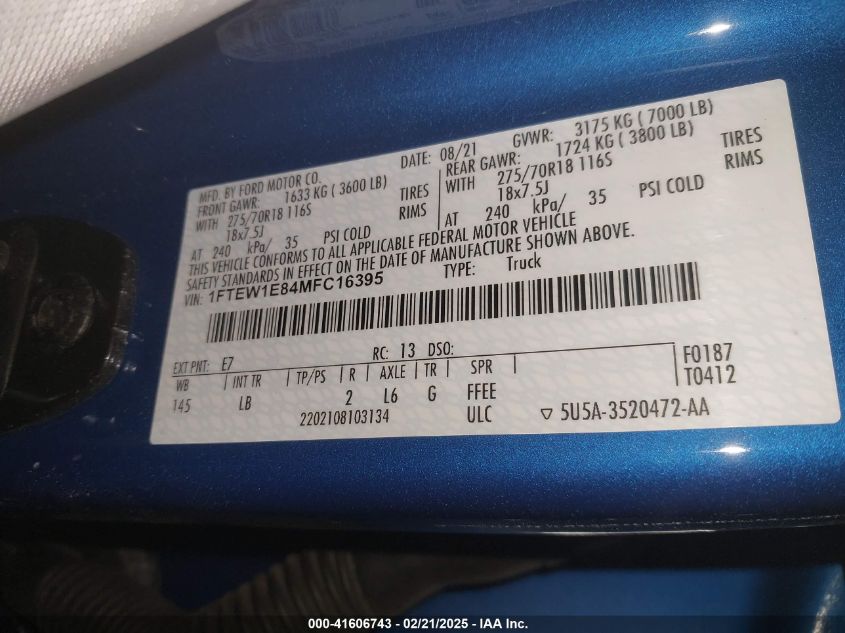 MFD. BY FORD MOTOR CO.
DATE: 08/21
GVWR: 3175 KG ( 7000 LB)
FRONT GAWR: 1633 KG ( 3600 LB)
WITH 275/70R18 116S TIRES
18x7.5J RIMS
AT 240 kPa/ 35 PSI COLD
REAR GAWR: 1724 KG ( 3800 LB)
WITH 275/70R18 116S TIRES
18x7.5J RIMS
AT 240 kPa/ 35 PSI COLD
THIS VEHICLE CONFORMS TO ALL APPLICABLE FEDERAL MOTOR VEHICLE
SAFETY STANDARDS IN EFFECT ON THE DATE OF MANUFACTURE SHOWN ABOVE.
VIN: 1FTEW1E84MFC16395
TYPE: Truck
EXT PNT: E7 RC: 13 DSO:
WB INT TR TP/PS R AXLE TR SPR
145 LB 2 L6 G FFEE
2202108103134 ULC
F0187
T0412
▽ 5U5A-3520472-AA
000-41606743 - 02/21/2025 - IAA Inc.